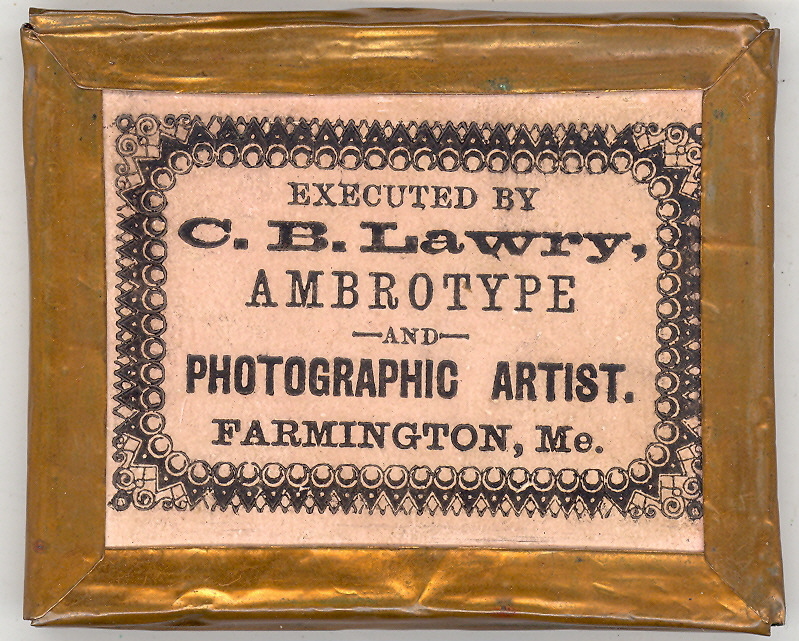 EXECUTED BY
C. B. Lawry,
AMBROTYPE
—AND—
PHOTOGRAPHIC ARTIST.
FARMINGTON, Me.